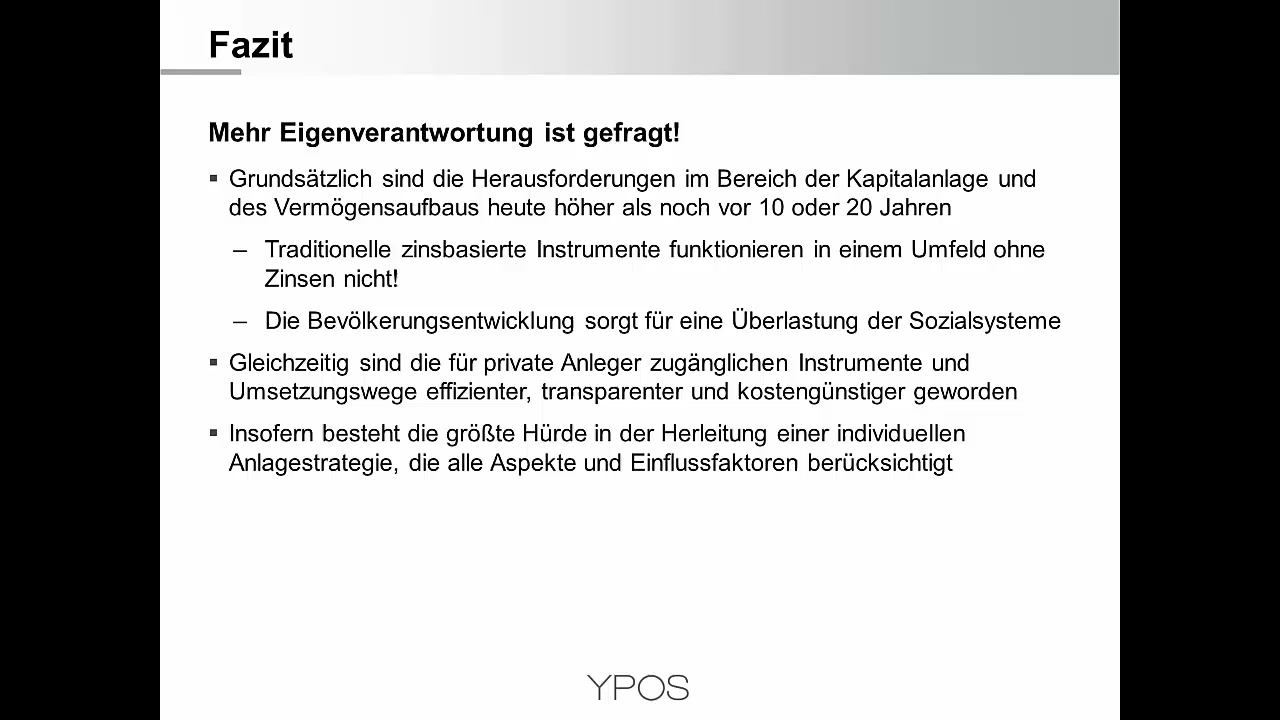 Fazit
Mehr Eigenverantwortung ist gefragt!
▪ Grundsätzlich sind die Herausforderungen im Bereich der Kapitalanlage und
des Vermögensaufbaus heute höher als noch vor 10 oder 20 Jahren
– Traditionelle zinsbasierte Instrumente funktionieren in einem Umfeld ohne
Zinsen nicht!
– Die Bevölkerungsentwicklung sorgt für eine Überlastung der Sozialsysteme
▪ Gleichzeitig sind die für private Anleger zugänglichen Instrumente und
Umsetzungswege effizienter, transparenter und kostengünstiger geworden
▪ Insofern besteht die größte Hürde in der Herleitung einer individuellen
Anlagestrategie, die alle Aspekte und Einflussfaktoren berücksichtigt
YPOS